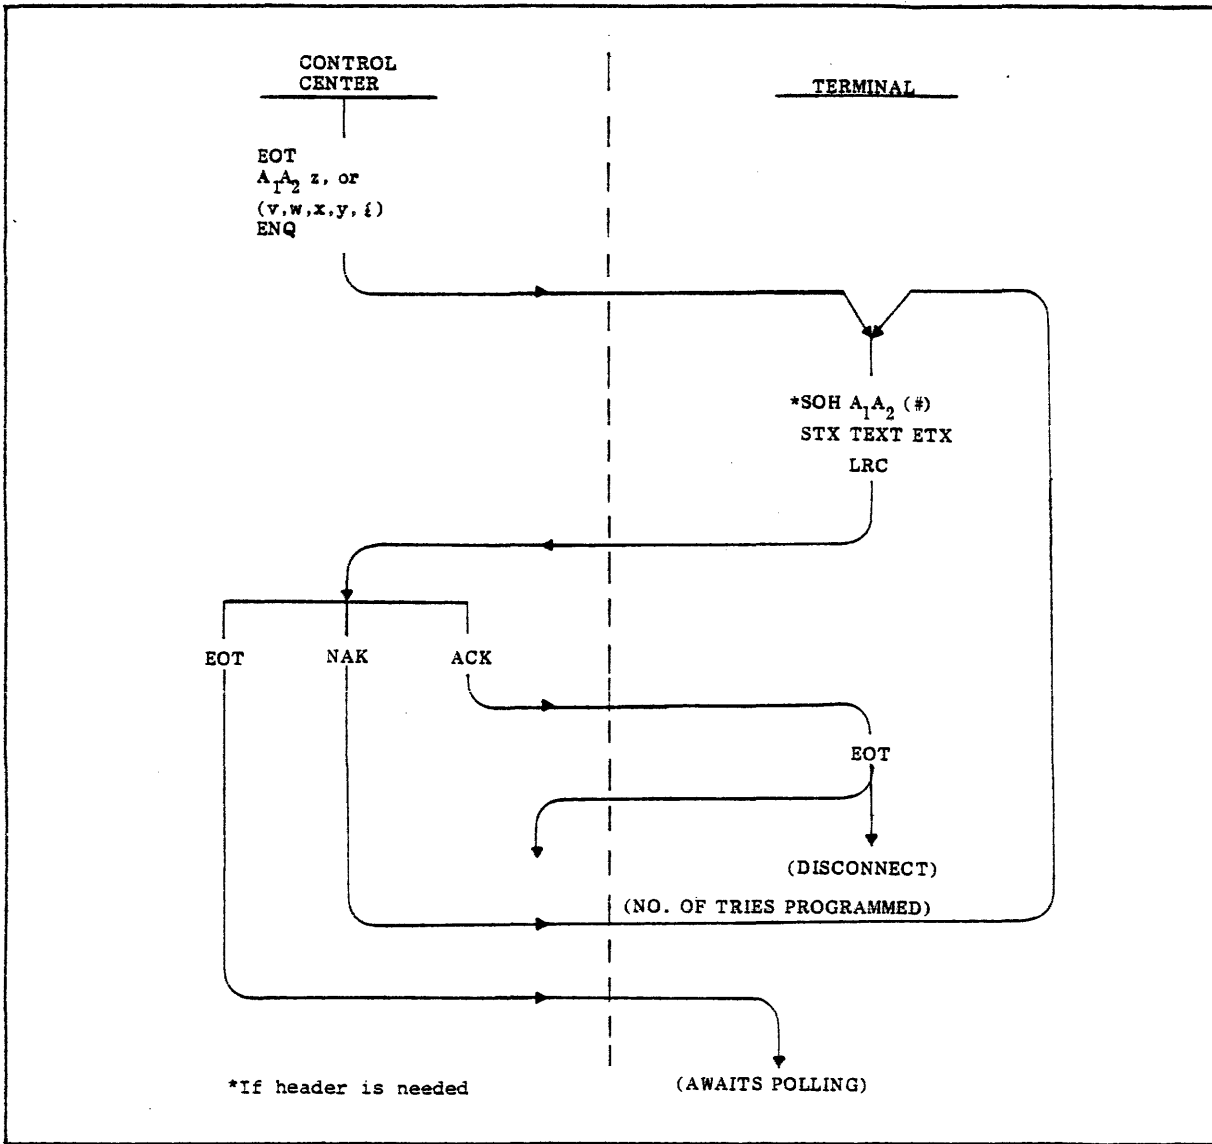 CONTROL
CENTER
TERMINAL
EOT
A₁A₂ z, or
(v,w,x,y,{)
ENQ
*SOH A₁A₂ (#)
STX TEXT ETX
LRC
EOT
NAK
ACK
EOT
(DISCONNECT)
(NO. OF TRIES PROGRAMMED)
(AWAITS POLLING)
*If header is needed